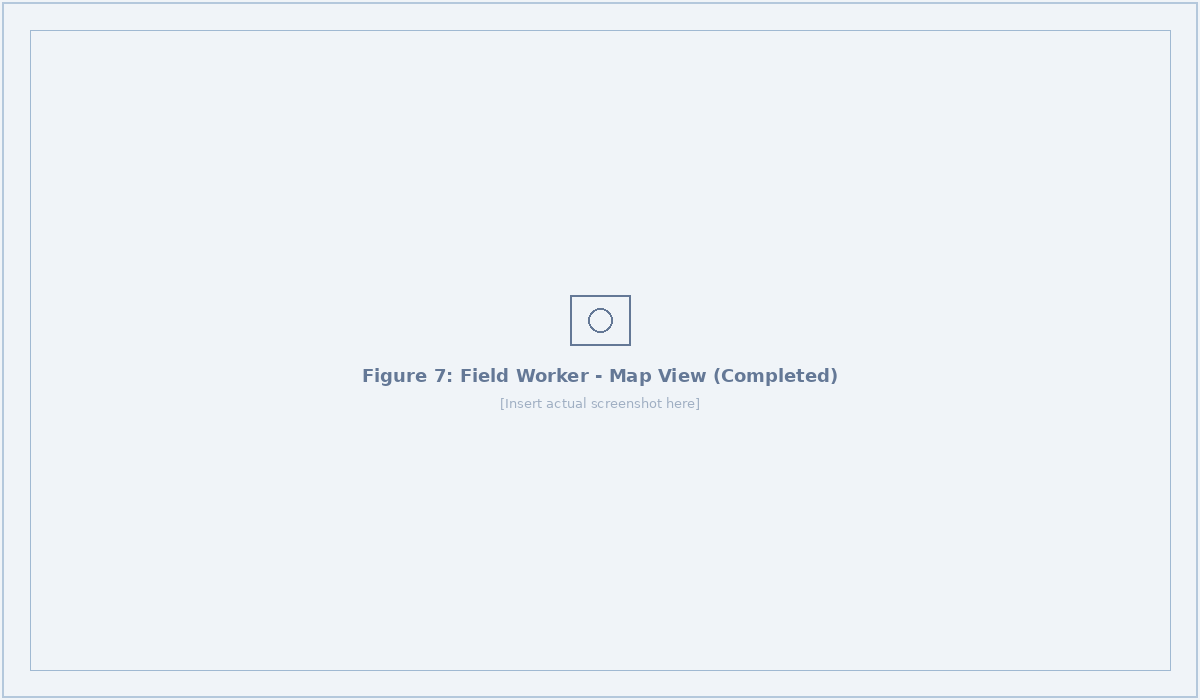 Figure 7: Field Worker - Map View (Completed)
[Insert actual screenshot here]